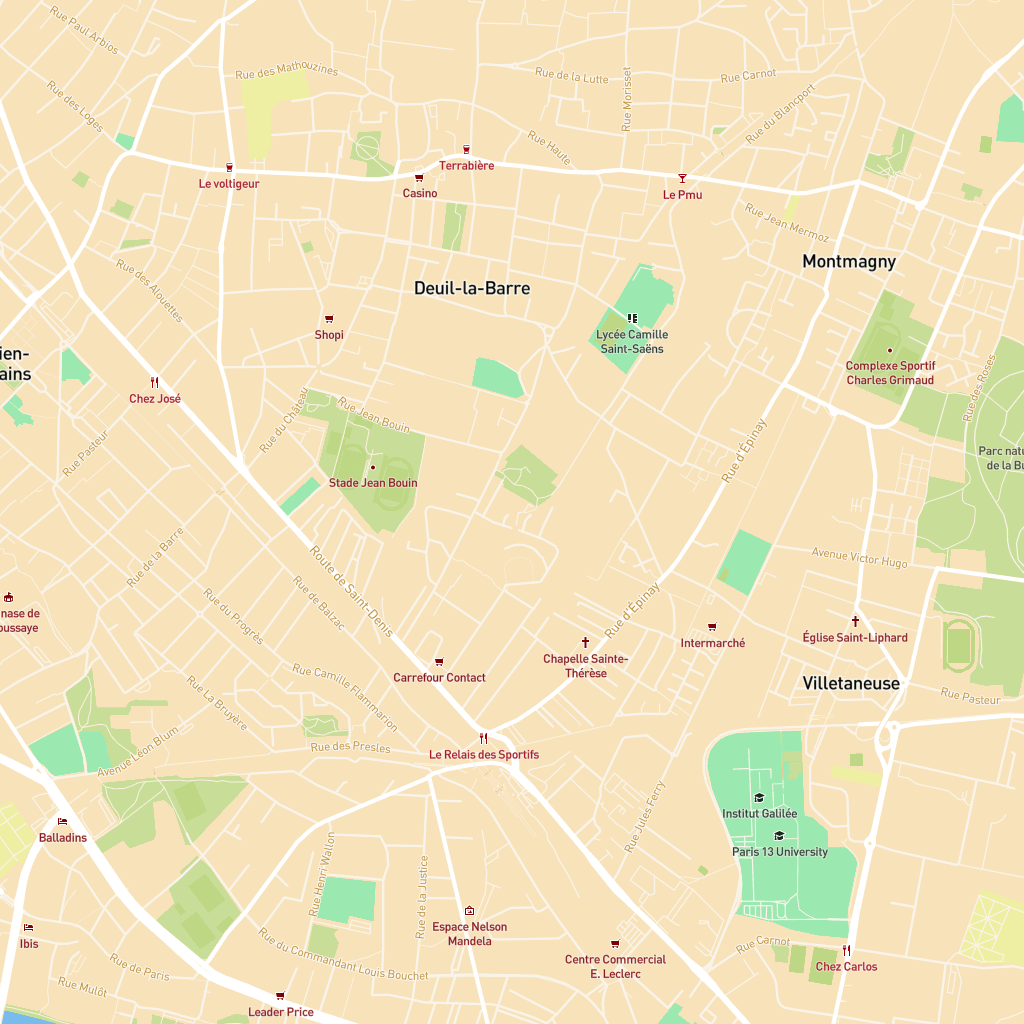 Rue Paul Arbios
Rue des Mathouzines
Rue de la Lutte
Rue Morisset
Rue Carnot
Rue du Blancport
Rue des Loges
Rue Haute
Terrabière
Le voltigeur
Casino
Le Pmu
Rue Jean Mermoz
Montmagny
Rue des Alouettes
Deuil-la-Barre
Shopi
Lycée Camille
Saint-Saëns
ien-
ains
Complexe Sportif
Charles Grimaud
Rue des Roses
Chez José
Rue du Château
Rue Jean Bouin
Rue Pasteur
Rue d'Épinay
Parc natu
de la Bu
Stade Jean Bouin
Rue de la Barre
Route de Saint-Denis
Avenue Victor Hugo
Rue de Balzac
Rue du Progrès
nase de
oussaye
Rue d'Épinay
Intermarché
Église Saint-Liphard
Chapelle Sainte-
Thérèse
Carrefour Contact
Rue Camille Flammarion
Villetaneuse
Rue Pasteur
Rue La Bruyère
Avenue Léon Blum
Rue des Presles
Le Relais des Sportifs
Institut Galilée
Paris 13 University
Rue Jules Ferry
Balladins
Rue Henri Wallon
Rue de la Justice
Espace Nelson
Mandela
Ibis
Rue du Commandant Louis Bouchet
Rue Carnot
Centre Commercial
E. Leclerc
Chez Carlos
Rue de Paris
Rue Mulôt
Leader Price